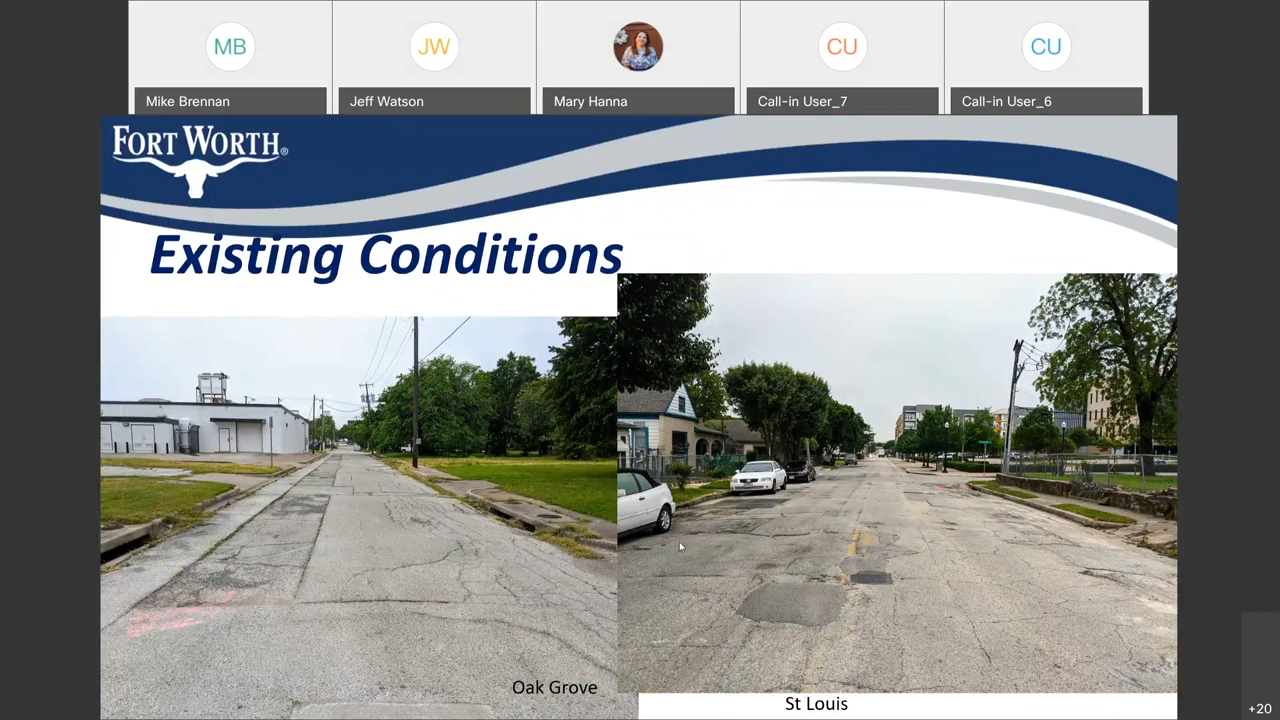 MB
JW
CU
CU
Mike Brennan
Jeff Watson
Mary Hanna
Call-in User_7
Call-in User_6
FORT WORTH®
Existing Conditions
Oak Grove
St Louis
+20